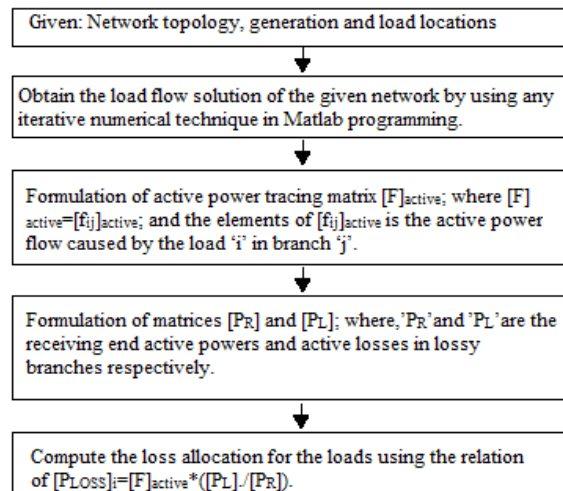 Given: Network topology, generation and load locations
Obtain the load flow solution of the given network by using any
iterative numerical technique in Matlab programming.
Formulation of active power tracing matrix [F]active; where [F]
active=[fij]active; and the elements of [fij]active is the active power
flow caused by the load ‘i’ in branch ‘j’.
Formulation of matrices [PR] and [PL]; where,’PR’and ’PL’are the
receiving end active powers and active losses in lossy
branches respectively.
Compute the loss allocation for the loads using the relation
of [PLOSS]i=[F]active*([PL]./[PR]).